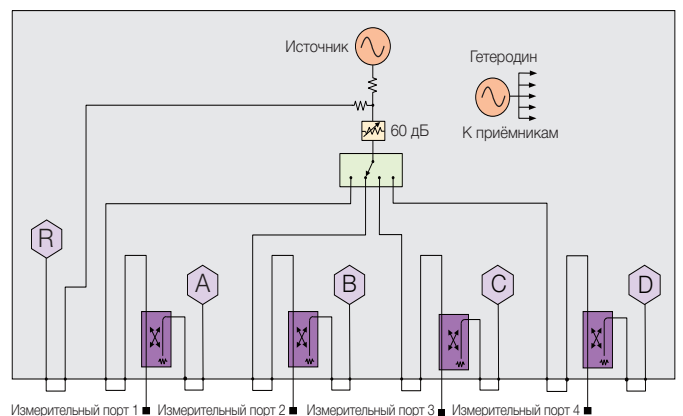 Источник
Гетеродин
60 дБ
К приёмникам
R
A
B
C
D
Измерительный порт 1
Измерительный порт 2
Измерительный порт 3
Измерительный порт 4